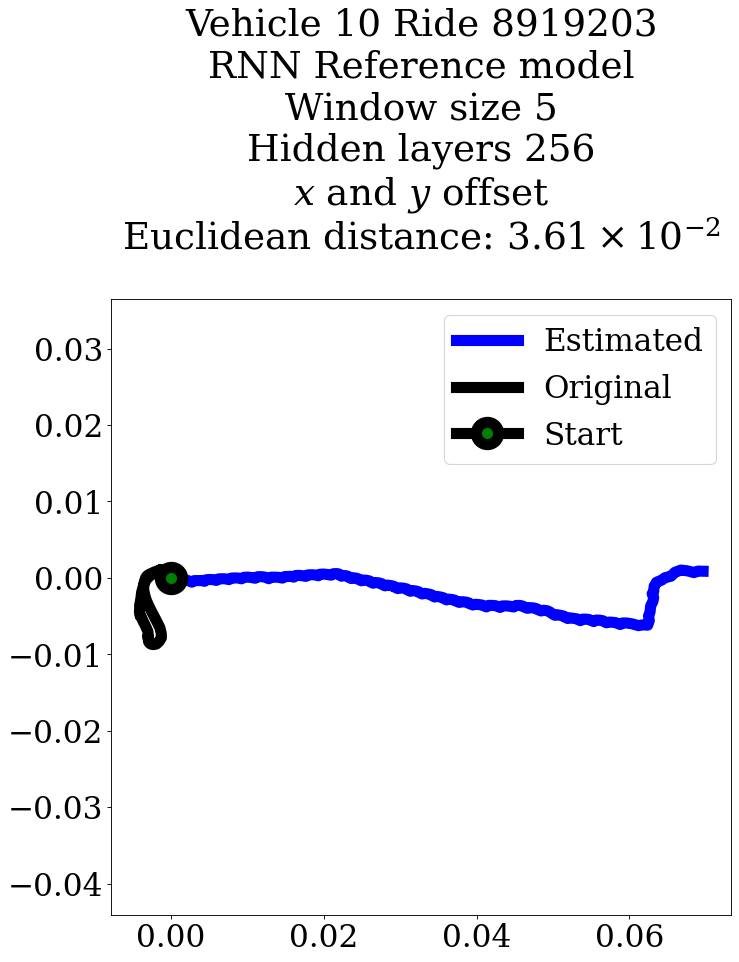 Vehicle 10 Ride 8919203
RNN Reference model
Window size 5
Hidden layers 256
x and y offset
Euclidean distance: 3.61 × 10⁻²
Estimated
Original
Start
0.03
0.02
0.01
0.00
−0.01
−0.02
−0.03
−0.04
0.00 0.02 0.04 0.06